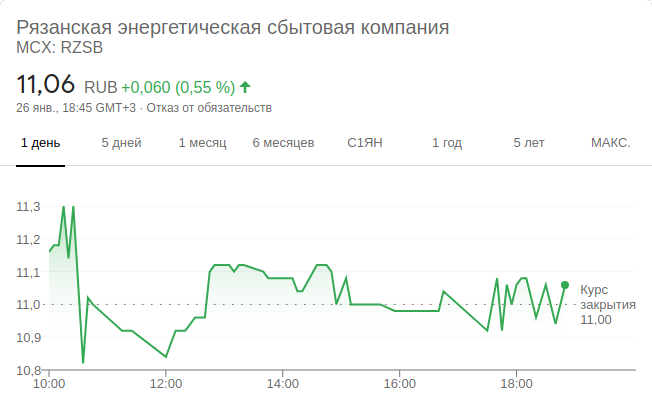 Рязанская энергетическая сбытовая компания
MCX: RZSB
11,06 RUB +0,060 (0,55 %)
26 янв., 18:45 GMT+3 · Отказ от обязательств
1 день 5 дней 1 месяц 6 месяцев С1ЯН 1 год 5 лет МАКС.
11,3
11,2
11,1
11,0
10,9
10,8
Курс
закрытия
11,00
10:00 12:00 14:00 16:00 18:00